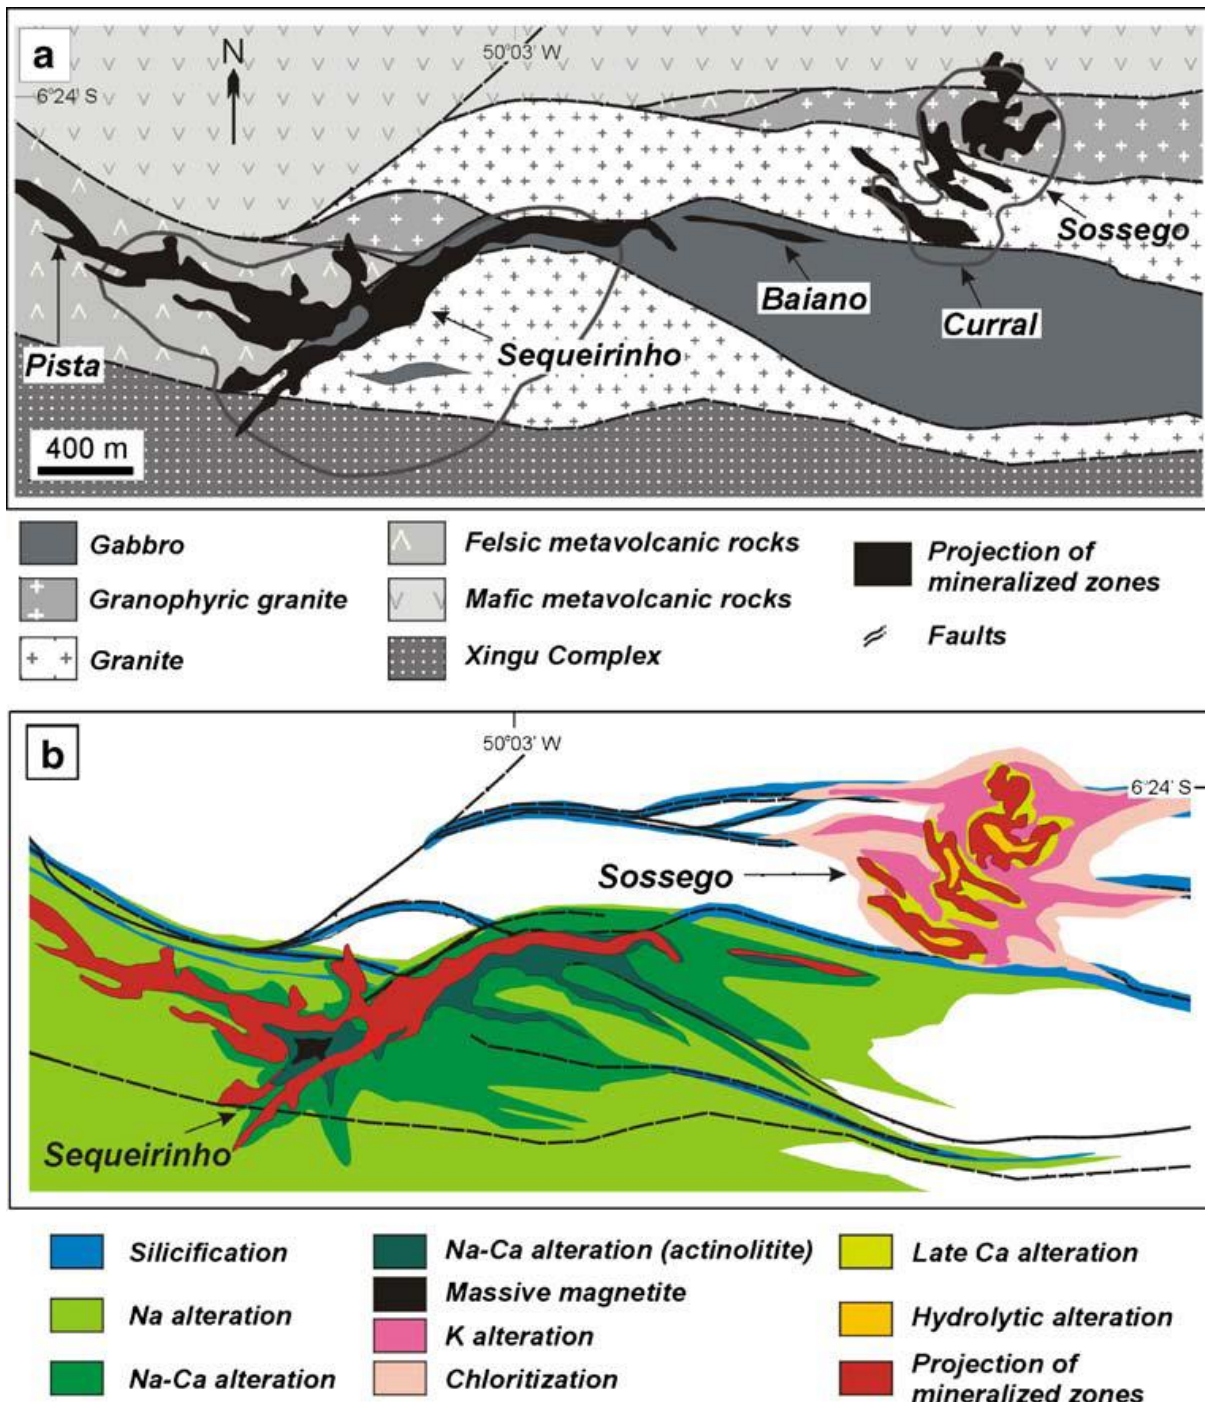 a
N
50°03' W
6°24' S
Sossego
Baiano
Curral
Sequeirinho
Pista
400 m
Gabbro
Granophyric granite
Granite
Felsic metavolcanic rocks
Mafic metavolcanic rocks
Xingu Complex
Projection of
mineralized zones
Faults
b
50°03' W
6°24' S
Sossego
Sequeirinho
Silicification
Na alteration
Na-Ca alteration
Na-Ca alteration (actinolitite)
Massive magnetite
K alteration
Chloritization
Late Ca alteration
Hydrolytic alteration
Projection of
mineralized zones